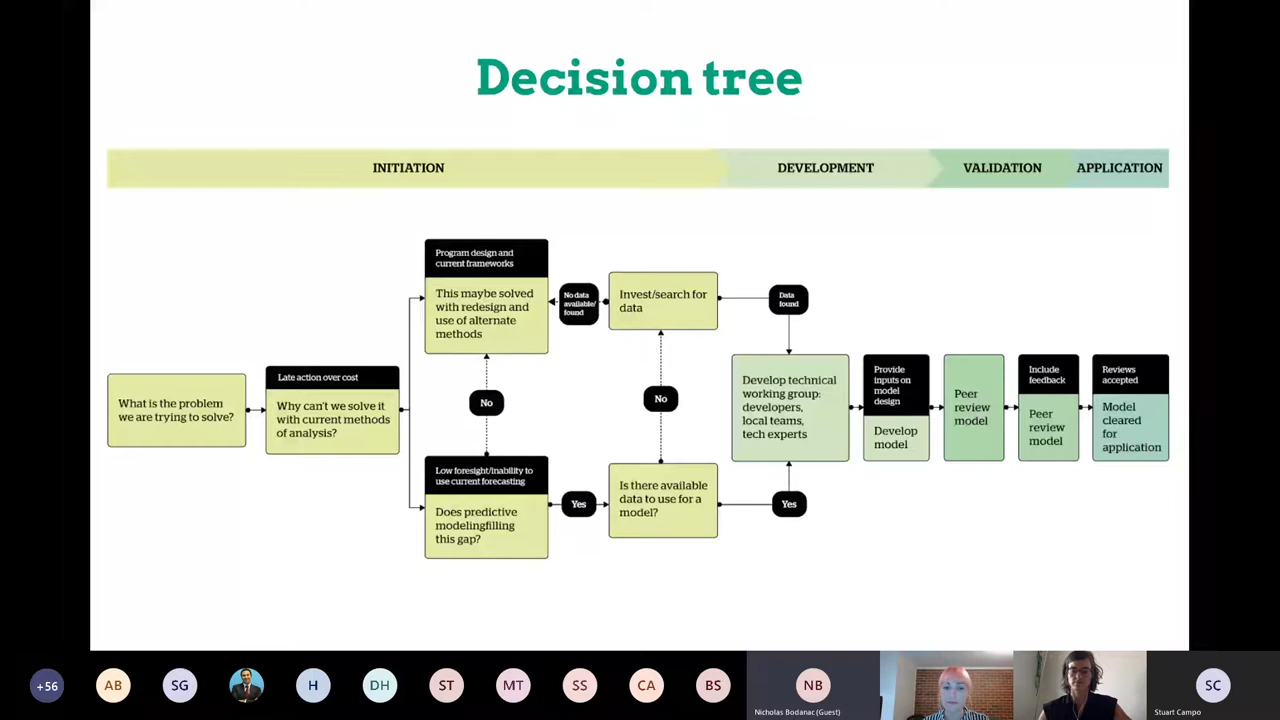 Decision tree
INITIATION
DEVELOPMENT
VALIDATION
APPLICATION
What is the problem
we are trying to solve?
Late action over cost
Why can't we solve it
with current methods
of analysis?
Program design and
current frameworks
This maybe solved
with redesign and
use of alternate
methods
No
Low foresight/inability to
use current forecasting
Does predictive
modelingfilling
this gap?
No data
available/
found
Yes
Invest/search for
data
No
Is there available
data to use for a
model?
Data
found
Yes
Develop technical
working group:
developers,
local teams,
tech experts
Provide
inputs on
model
design
Develop
model
Peer
review
model
Include
feedback
Peer
review
model
Reviews
accepted
Model
cleared
for
application
+56
AB
SG
H
DH
ST
MT
SS
CA
BS
NB
Nicholas Bodanac (Guest)
SC
Stuart Campo